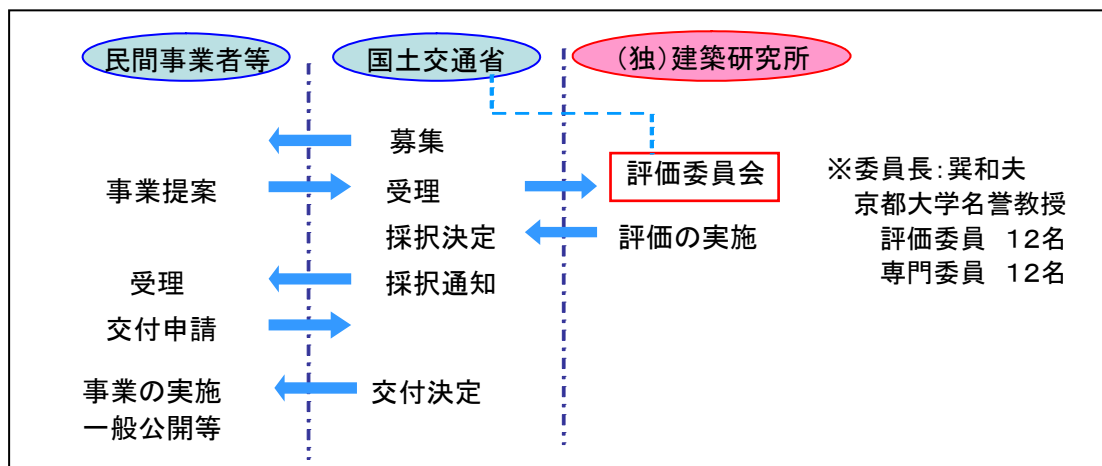 民間事業者等
国土交通省
(独)建築研究所
募集
評価委員会
事業提案
受理
※委員長:巽和夫
京都大学名誉教授
採択決定
評価の実施
評価委員 12名
受理
採択通知
専門委員 12名
交付申請
事業の実施
交付決定
一般公開等